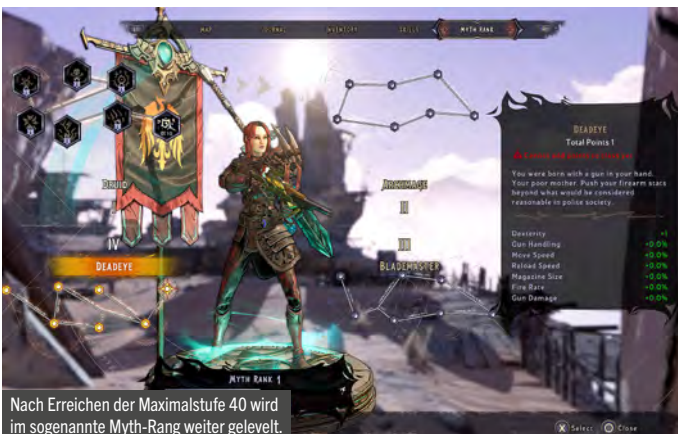 MAP
JOURNAL
INVENTORY
SKILLS
MYTH RANK
DRUID
ARCHMAGE
I
II
IV
III
DEADEYE
BLADEMASTER
MYTH RANK 1
DEADEYE
Total Points 1
You were born with a gun in your hand.
Your poor mother. Push your firearm stats
beyond what would be considered
reasonable in polite society.
Dexterity +1
Gun Handling +0.0%
Move Speed +0.0%
Reload Speed +0.0%
Magazine Size +0.0%
Fire Rate +0.0%
Gun Damage +0.0%
X Select
Close
Nach Erreichen der Maximalstufe 40 wird
im sogenannte Myth-Rang weiter gelevelt.